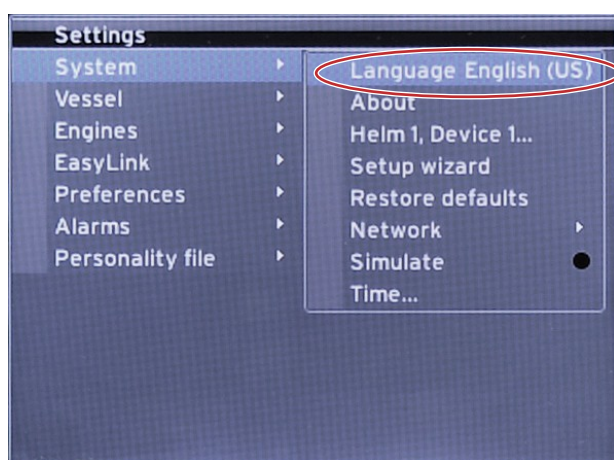 Settings
System
Vessel
Engines
EasyLink
Preferences
Alarms
Personality file
Language English (US)
About
Helm 1, Device 1...
Setup wizard
Restore defaults
Network
Simulate
Time...